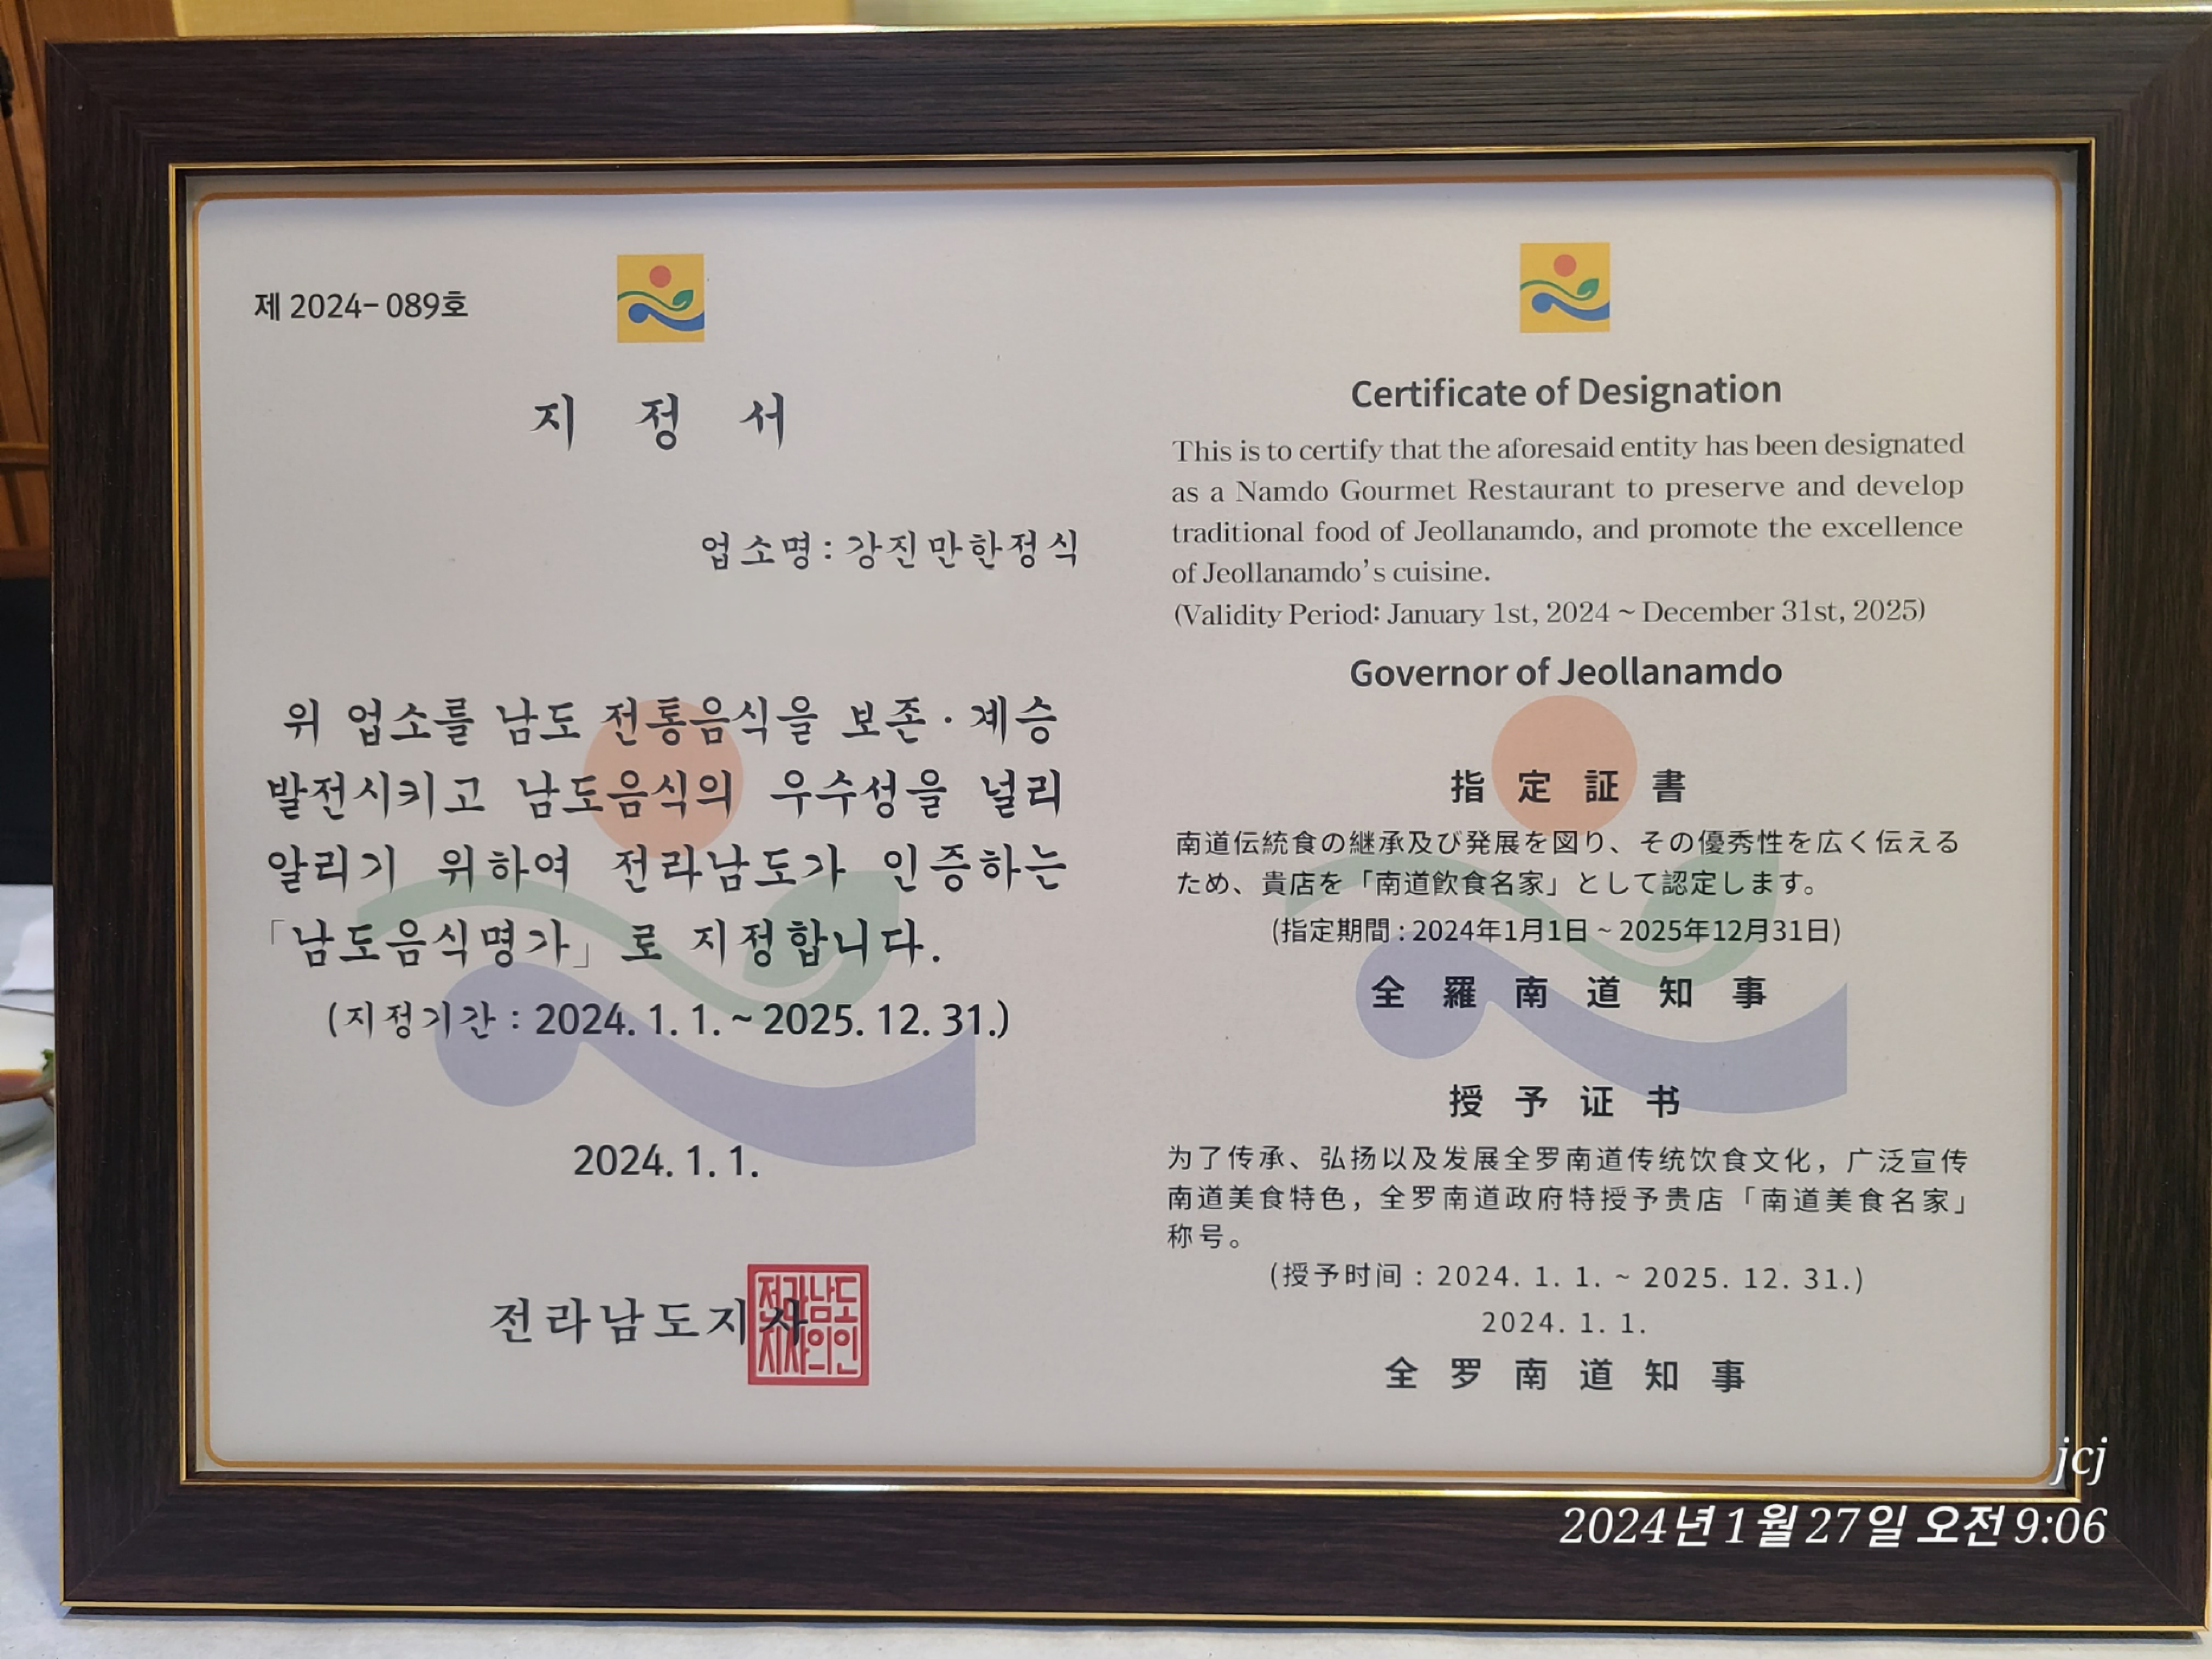 제 2024-089호
지 정 서
업소명 : 강진만한정식
위 업소를 남도 전통음식을 보존 · 계승
발전시키고 남도음식의 우수성을 널리
알리기 위하여 전라남도가 인증하는
「남도음식명가」로 지정합니다.
(지정기간 : 2024. 1. 1. ~ 2025. 12. 31.)
2024. 1. 1.
전라남도지사
전라남도
지사의인
Certificate of Designation
This is to certify that the aforesaid entity has been designated
as a Namdo Gourmet Restaurant to preserve and develop
traditional food of Jeollanamdo, and promote the excellence
of Jeollanamdo's cuisine.
(Validity Period: January 1st, 2024 ~ December 31st, 2025)
Governor of Jeollanamdo
指 定 証 書
南道伝統食の継承及び発展を図り、その優秀性を広く伝える
ため、貴店を「南道飲食名家」として認定します。
(指定期間 : 2024年1月1日 ~ 2025年12月31日)
全 羅 南 道 知 事
授 予 证 书
为了传承、弘扬以及发展全罗南道传统饮食文化，广泛宣传
南道美食特色，全罗南道政府特授予贵店「南道美食名家」
称号。
(授予时间 : 2024. 1. 1. ~ 2025. 12. 31.)
2024. 1. 1.
全 罗 南 道 知 事
jcj
2024년 1월 27일 오전 9:06